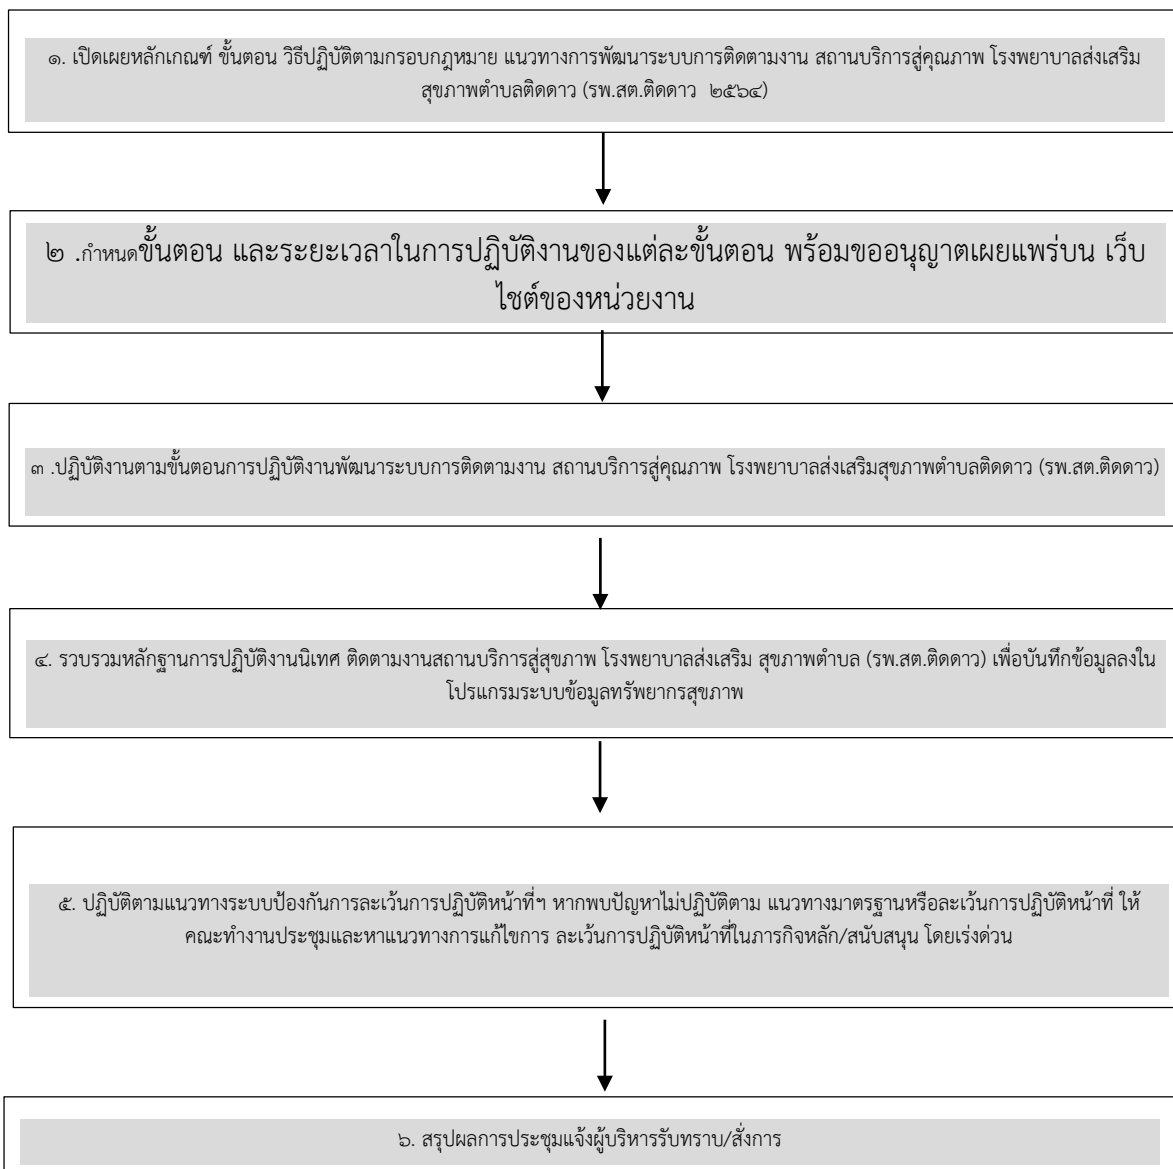 ๑. เปิดเผยหลักเกณฑ์ ขั้นตอน วิธีปฏิบัติตามกรอบกฎหมาย แนวทางการพัฒนาระบบการติดตามงาน สถานบริการสู่คุณภาพ โรงพยาบาลส่งเสริม
สุขภาพตำบลติดดาว (รพ.สต.ติดดาว ๒๕๖๔)
๒ .กำหนดขั้นตอน และระยะเวลาในการปฏิบัติงานของแต่ละขั้นตอน พร้อมขออนุญาตเผยแพร่บน เว็บ
ไซต์ของหน่วยงาน
๓ .ปฏิบัติงานตามขั้นตอนการปฏิบัติงานพัฒนาระบบการติดตามงาน สถานบริการสู่คุณภาพ โรงพยาบาลส่งเสริมสุขภาพตำบลติดดาว (รพ.สต.ติดดาว)
๔. รวบรวมหลักฐานการปฏิบัติงานนิเทศ ติดตามงานสถานบริการสู่สุขภาพ โรงพยาบาลส่งเสริม สุขภาพตำบล (รพ.สต.ติดดาว) เพื่อบันทึกข้อมูลลงใน
โปรแกรมระบบข้อมูลทรัพยากรสุขภาพ
๕. ปฏิบัติตามแนวทางระบบป้องกันการละเว้นการปฏิบัติหน้าที่ฯ หากพบปัญหาไม่ปฏิบัติตาม แนวทางมาตรฐานหรือละเว้นการปฏิบัติหน้าที่ ให้
คณะทำงานประชุมและหาแนวทางการแก้ไขการ ละเว้นการปฏิบัติหน้าที่ในภารกิจหลัก/สนับสนุน โดยเร่งด่วน
๖. สรุปผลการประชุมแจ้งผู้บริหารรับทราบ/สั่งการ